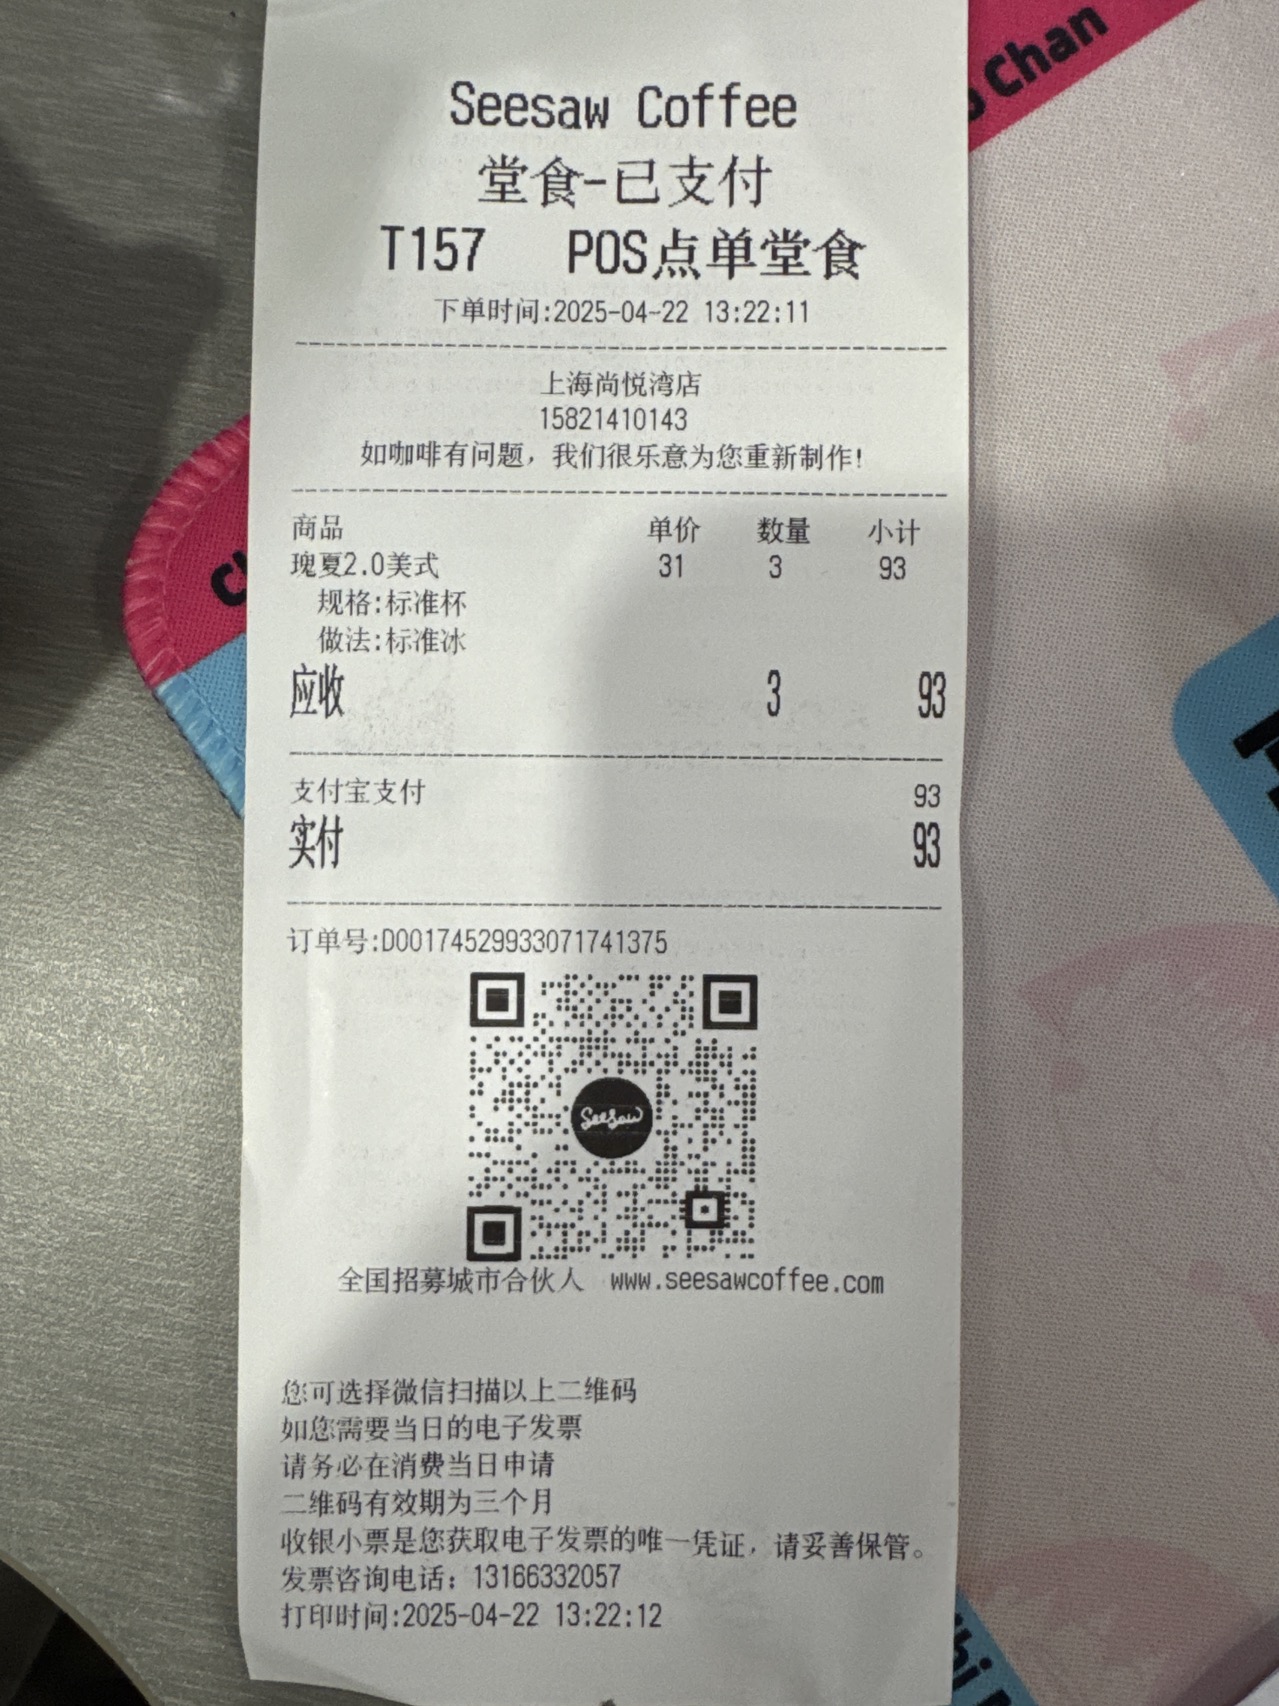 Seesaw Coffee
堂食-已支付
T157 POS点单堂食
下单时间:2025-04-22 13:22:11
上海尚悦湾店
15821410143
如咖啡有问题，我们很乐意为您重新制作!
商品 单价 数量 小计
瑰夏2.0美式 31 3 93
规格:标准杯
做法:标准冰
应收 3 93
支付宝支付 93
实付 93
订单号:D001745299330717413​75
Seesaw
全国招募城市合伙人 www.seesawcoffee.com
您可选择微信扫描以上二维码
如您需要当日的电子发票
请务必在消费当日申请
二维码有效期为三个月
收银小票是您获取电子发票的唯一凭证，请妥善保管。
发票咨询电话：13166332057
打印时间:2025-04-22 13:22:12
Chan